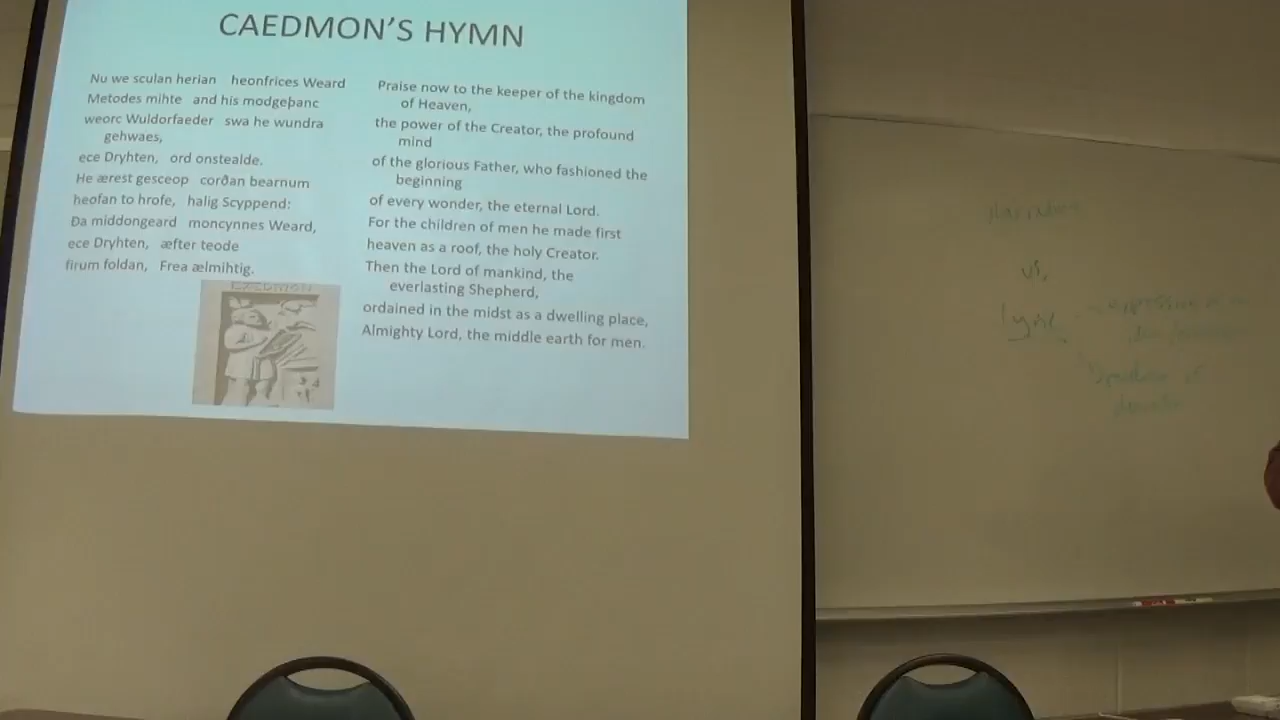 CAEDMON'S HYMN
Nu we sculan herian heonfrices Weard
Metodes mihte and his modgeþanc
weorc Wuldorfaeder swa he wundra
gehwaes,
ece Dryhten, ord onstealde.
He ærest gesceop corðan bearnum
heofan to hrofe, halig Scyppend:
Ða middongeard moncynnes Weard,
ece Dryhten, æfter teode
firum foldan, Frea ælmihtig.
CAEDMON
Praise now to the keeper of the kingdom
of Heaven,
the power of the Creator, the profound
mind
of the glorious Father, who fashioned the
beginning
of every wonder, the eternal Lord.
For the children of men he made first
heaven as a roof, the holy Creator.
Then the Lord of mankind, the
everlasting Shepherd,
ordained in the midst as a dwelling place,
Almighty Lord, the middle earth for men.
vs.
lyric